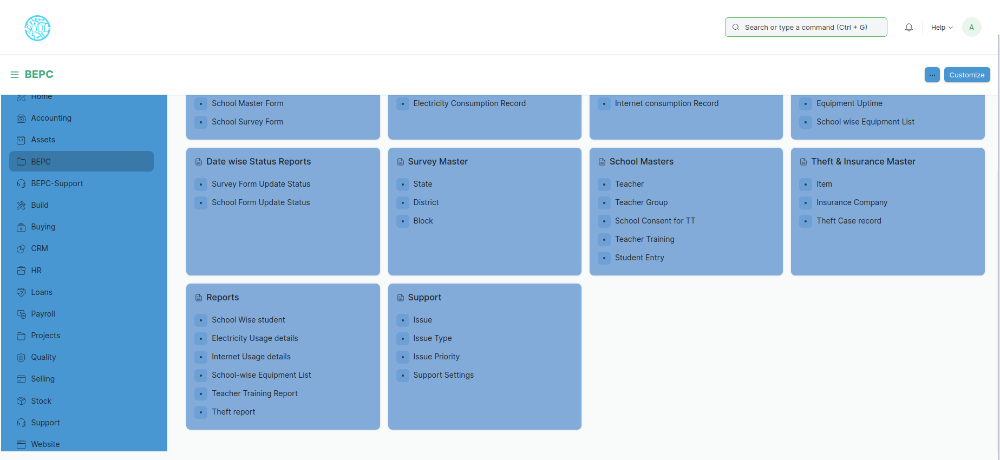 SOUL
Search or type a command (Ctrl + G)
Help
A
BEPC
...
Customize
Home
Accounting
Assets
BEPC
BEPC-Support
Build
Buying
CRM
HR
Loans
Payroll
Projects
Quality
Selling
Stock
Support
Website
School Master Form
School Survey Form
Electricity Consumption Record
Internet consumption Record
Equipment Uptime
School wise Equipment List
Date wise Status Reports
Survey Form Update Status
School Form Update Status
Survey Master
State
District
Block
School Masters
Teacher
Teacher Group
School Consent for TT
Teacher Training
Student Entry
Theft & Insurance Master
Item
Insurance Company
Theft Case record
Reports
School Wise student
Electricity Usage details
Internet Usage details
School-wise Equipment List
Teacher Training Report
Theft report
Support
Issue
Issue Type
Issue Priority
Support Settings